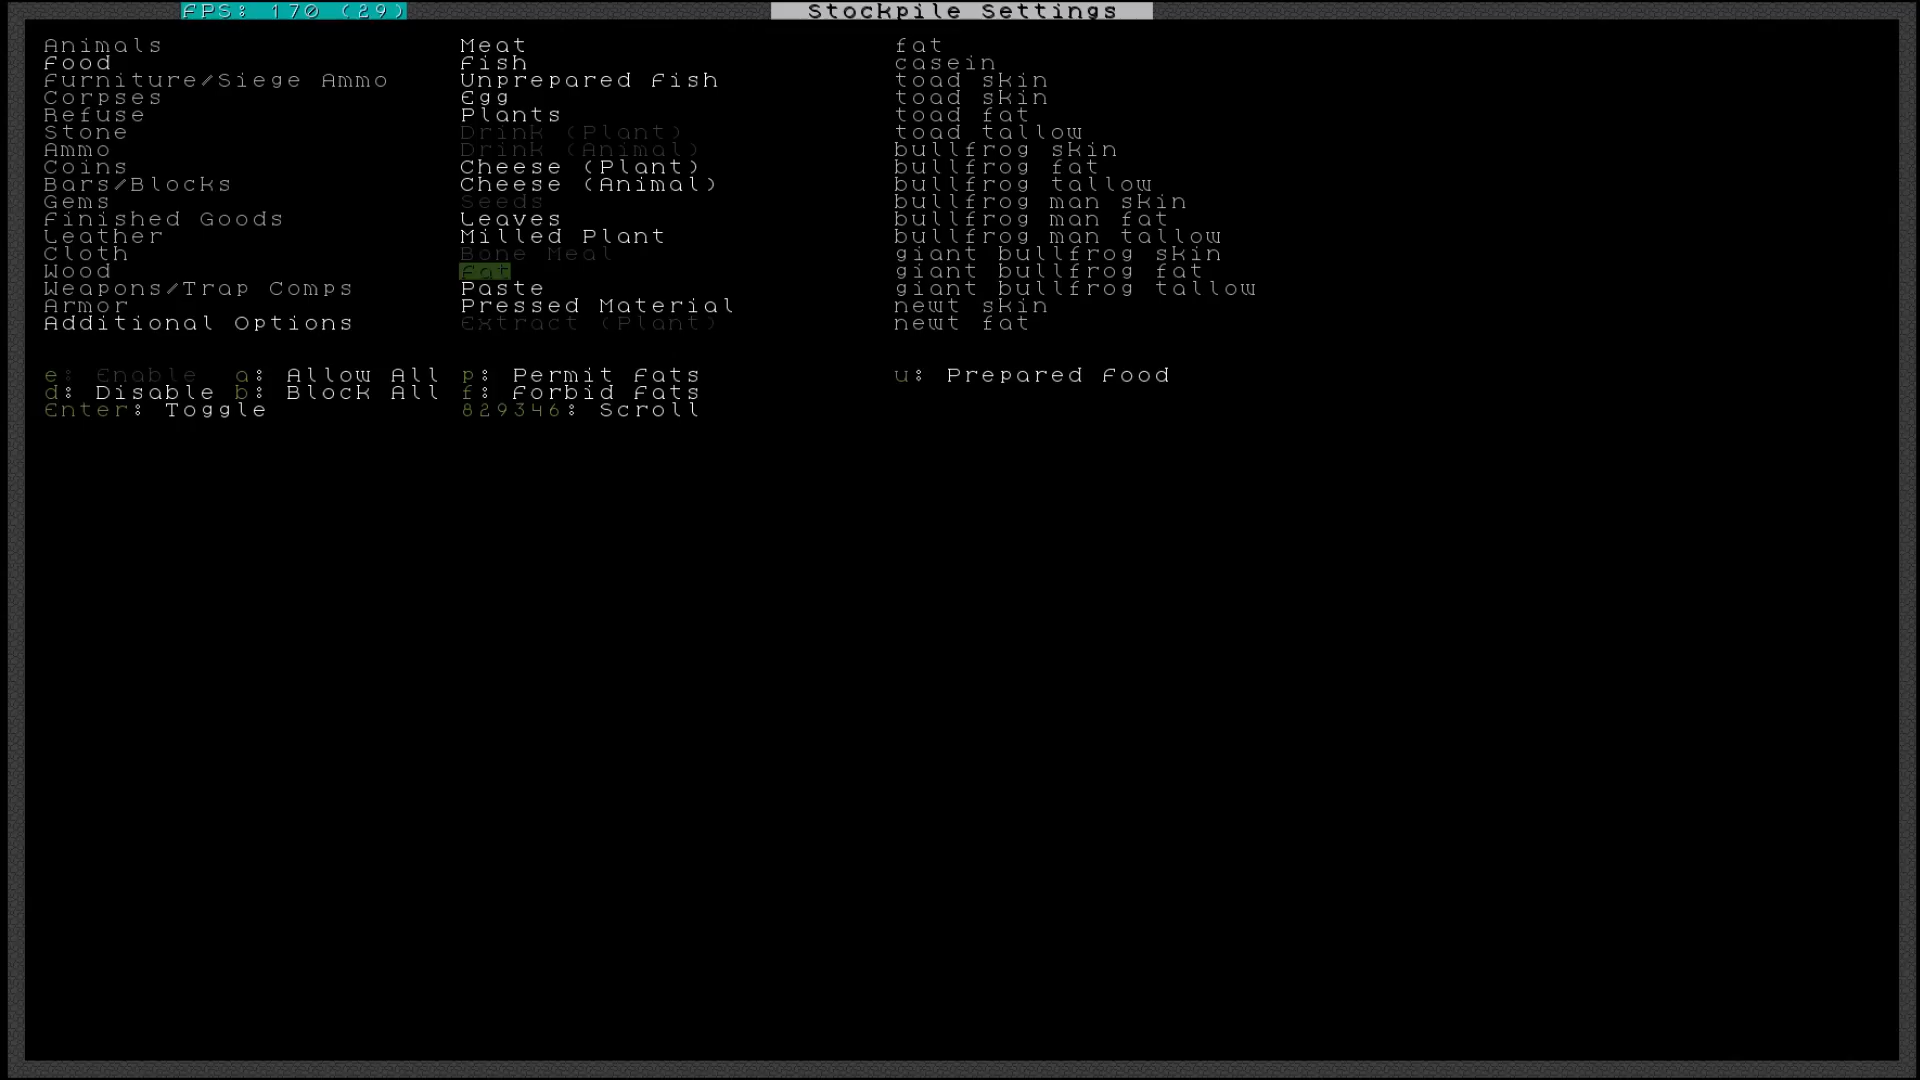 FPS: 170 (29)
Stockpile Settings
Animals
Food
Furniture/Siege Ammo
Corpses
Refuse
Stone
Ammo
Coins
Bars/Blocks
Gems
Finished Goods
Leather
Cloth
Wood
Weapons/Trap Comps
Armor
Additional Options
Meat
Fish
Unprepared Fish
Egg
Plants
Drink (Plant)
Drink (Animal)
Cheese (Plant)
Cheese (Animal)
Seeds
Leaves
Milled Plant
Bone Meal
Fat
Paste
Pressed Material
Extract (Plant)
fat
casein
toad skin
toad skin
toad fat
toad tallow
bullfrog skin
bullfrog fat
bullfrog tallow
bullfrog man skin
bullfrog man fat
bullfrog man tallow
giant bullfrog skin
giant bullfrog fat
giant bullfrog tallow
newt skin
newt fat
e: Enable a: Allow All p: Permit Fats
u: Prepared Food
d: Disable b: Block All f: Forbid Fats
Enter: Toggle
829346: Scroll